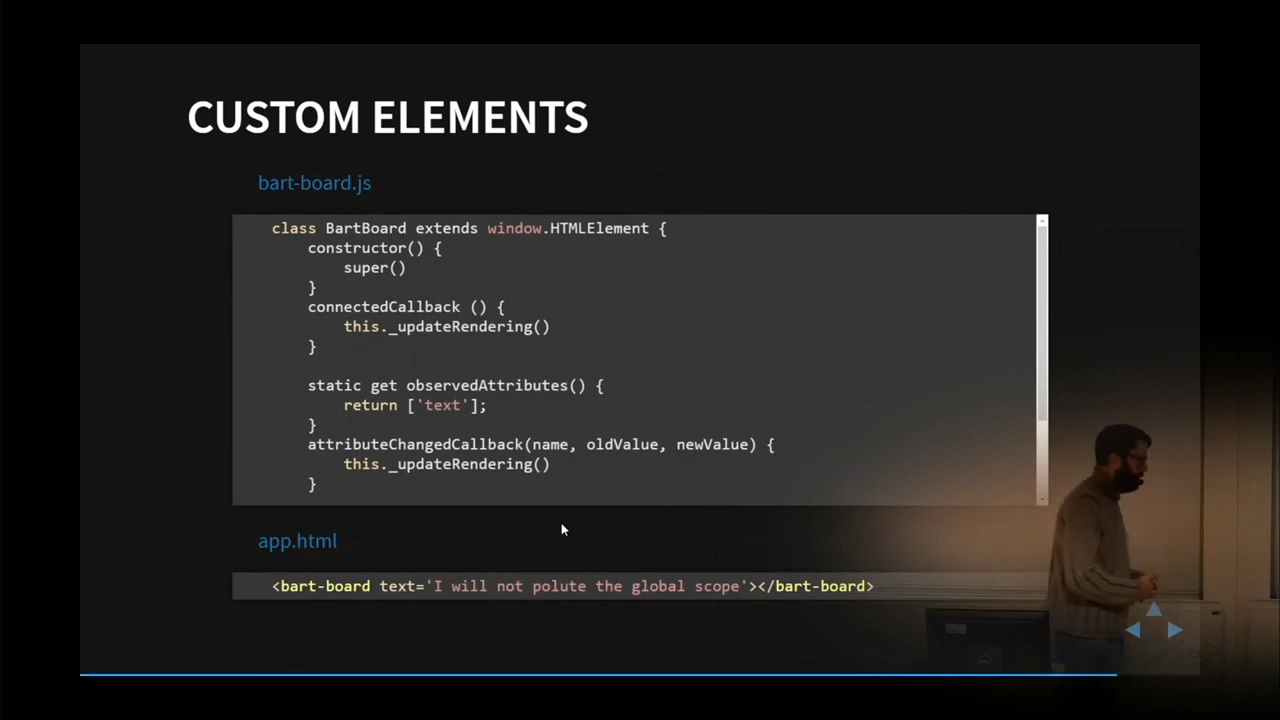 CUSTOM ELEMENTS
bart-board.js
class BartBoard extends window.HTMLElement {
constructor() {
super()
}
connectedCallback () {
this._updateRendering()
}
static get observedAttributes() {
return ['text'];
}
attributeChangedCallback(name, oldValue, newValue) {
this._updateRendering()
}
app.html
<bart-board text='I will not polute the global scope'></bart-board>